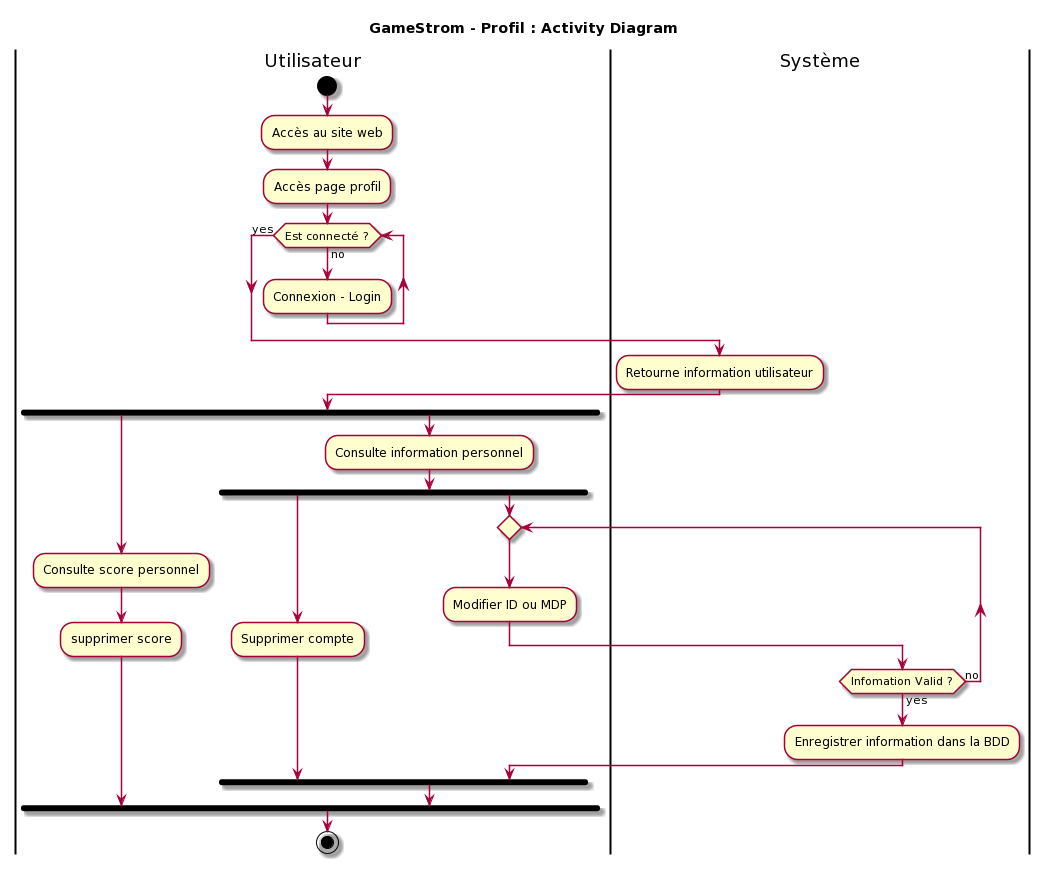 GameStrom - Profil : Activity Diagram
Utilisateur
Système
Accès au site web
Accès page profil
yes
Est connecté ?
no
Connexion - Login
Retourne information utilisateur
Consulte information personnel
Consulte score personnel
Modifier ID ou MDP
supprimer score
Supprimer compte
Infomation Valid ?
no
yes
Enregistrer information dans la BDD